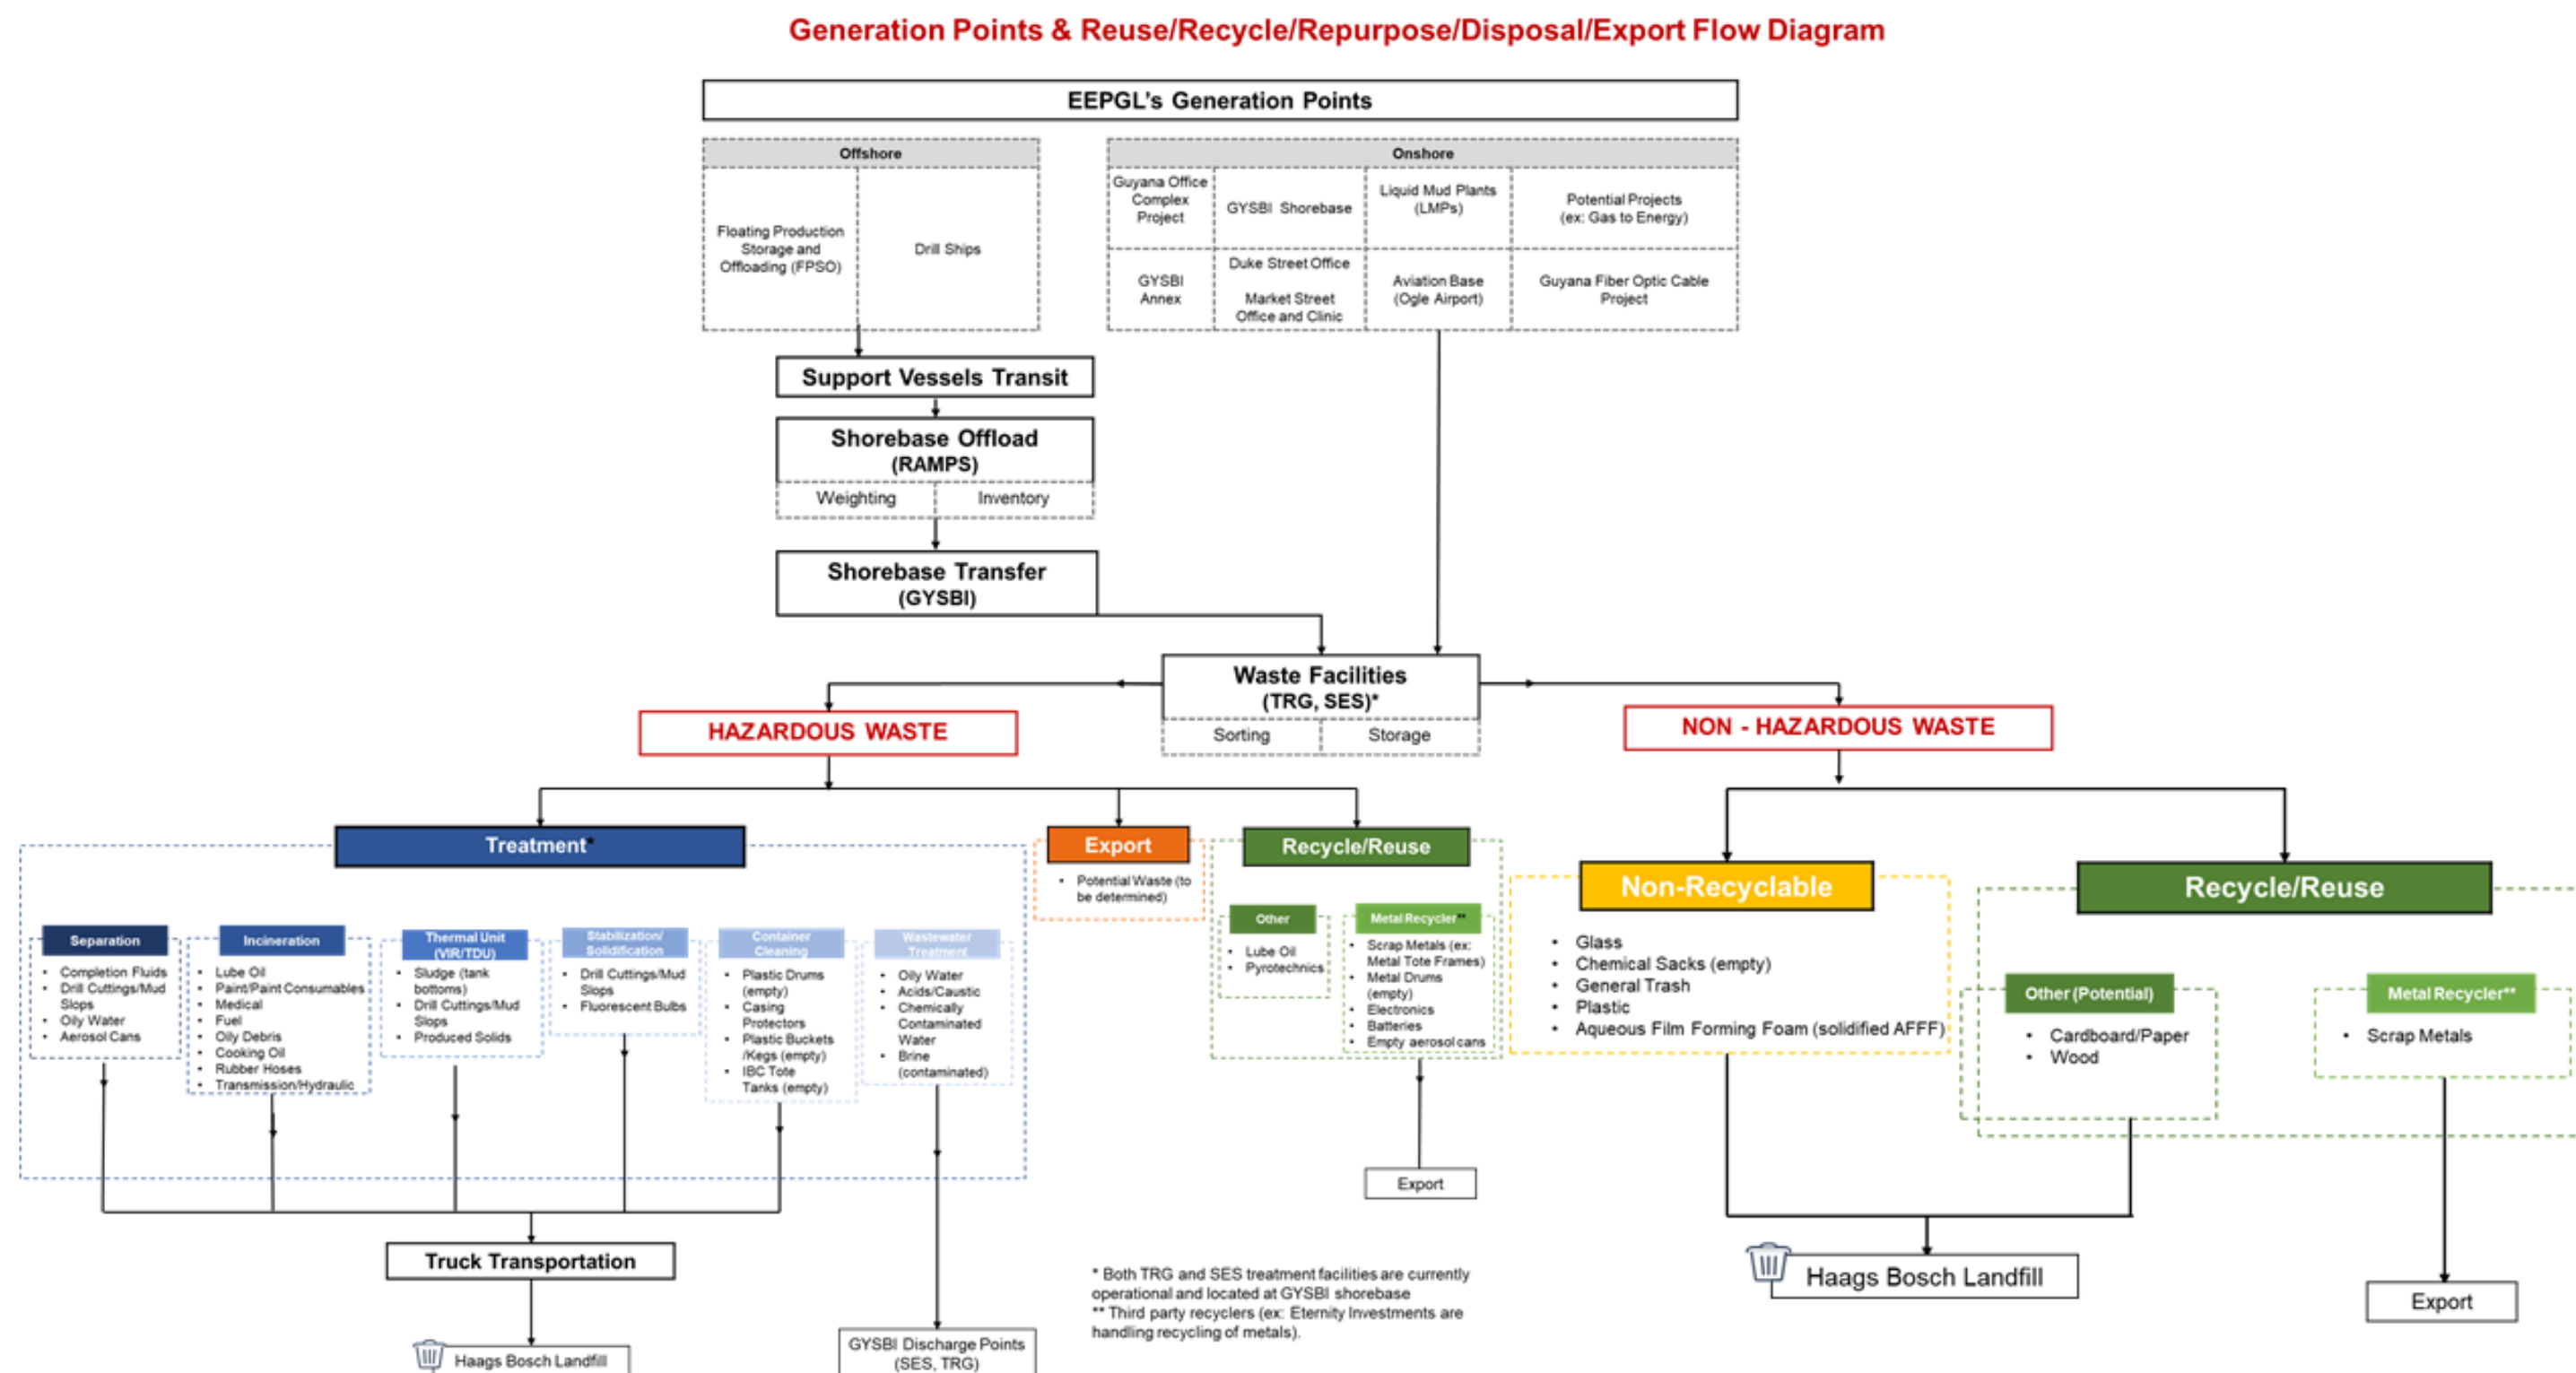 Generation Points & Reuse/Recycle/Repurpose/Disposal/Export Flow Diagram
EEPGL's Generation Points
Offshore
Floating Production
Storage and
Offloading (FPSO)
Drill Ships
Onshore
Guyana Office
Complex
Project
GYSBI Shorebase
Liquid Mud Plants
(LMPs)
Potential Projects
(ex: Gas to Energy)
GYSBI
Annex
Duke Street Office
Market Street
Office and Clinic
Aviation Base
(Ogle Airport)
Guyana Fiber Optic Cable
Project
Support Vessels Transit
Shorebase Offload
(RAMPS)
Weighting
Inventory
Shorebase Transfer
(GYSBI)
Waste Facilities
(TRG, SES)*
Sorting
Storage
HAZARDOUS WASTE
NON - HAZARDOUS WASTE
Treatment*
Separation
• Completion Fluids
• Drill Cuttings/Mud
Slops
• Oily Water
• Aerosol Cans
Incineration
• Lube Oil
• Paint/Paint Consumables
• Medical
• Fuel
• Oily Debris
• Cooking Oil
• Rubber Hoses
• Transmission/Hydraulic
Thermal Unit
(VIR/TDU)
• Sludge (tank
bottoms)
• Drill Cuttings/Mud
Slops
• Produced Solids
Stabilization/
Solidification
• Drill Cuttings/Mud
Slops
• Fluorescent Bulbs
Container
Cleaning
• Plastic Drums
(empty)
• Casing
Protectors
• Plastic Buckets
/Kegs (empty)
• IBC Tote
Tanks (empty)
Wastewater
Treatment
• Oily Water
• Acids/Caustic
• Chemically
Contaminated
Water
• Brine
(contaminated)
Export
• Potential Waste (to
be determined)
Recycle/Reuse
Other
• Lube Oil
• Pyrotechnics
Metal Recycler**
• Scrap Metals (ex:
Metal Tote Frames)
• Metal Drums
(empty)
• Electronics
• Batteries
• Empty aerosol cans
Export
Non-Recyclable
• Glass
• Chemical Sacks (empty)
• General Trash
• Plastic
• Aqueous Film Forming Foam (solidified AFFF)
Recycle/Reuse
Other (Potential)
• Cardboard/Paper
• Wood
Metal Recycler**
• Scrap Metals
Truck Transportation
Haags Bosch Landfill
GYSBI Discharge Points
(SES, TRG)
* Both TRG and SES treatment facilities are currently
operational and located at GYSBI shorebase
** Third party recyclers (ex: Eternity Investments are
handling recycling of metals).
Haags Bosch Landfill
Export